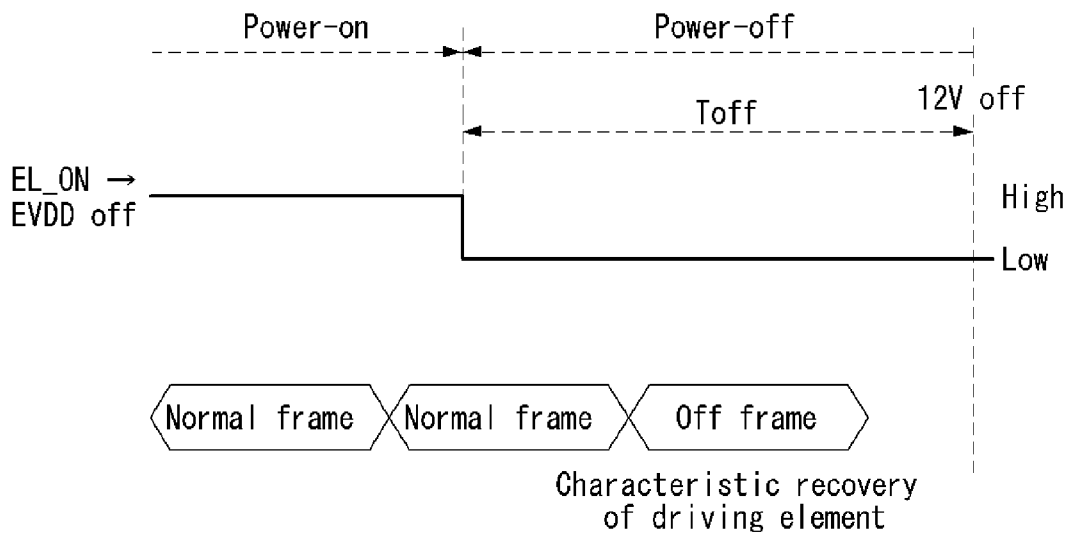 Power-on
Power-off
Toff
12V off
EL_ON →
EVDD off
High
Low
Normal frame
Normal frame
Off frame
Characteristic recovery
of driving element